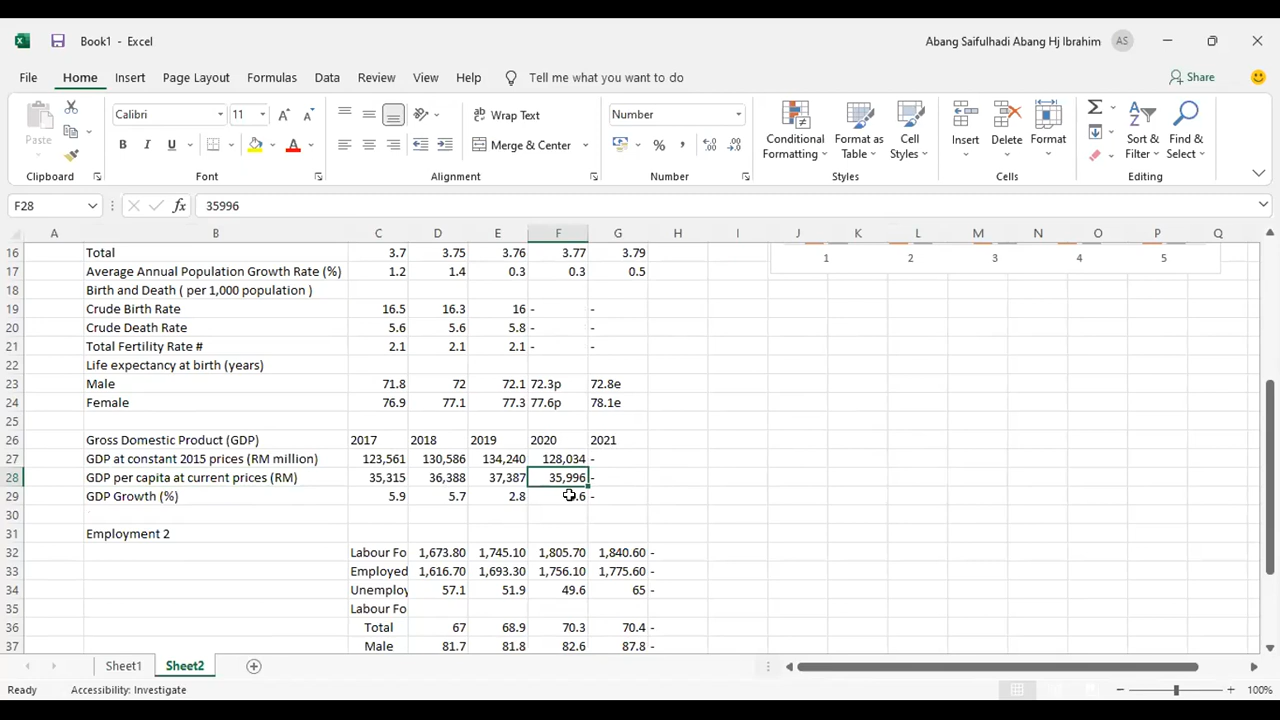 Book1 - Excel
Abang Saifulhadi Abang Hj Ibrahim AS
File Home Insert Page Layout Formulas Data Review View Help Tell me what you want to do Share
Calibri 11 Wrap Text Number
Paste B I U A Merge & Center % Conditional Formatting Format as Table Cell Styles Insert Delete Format Sort & Filter Find & Select
Clipboard Font Alignment Number Styles Cells Editing
F28 fx 35996
A B C D E F G H I J K L M N O P Q
16 Total 3.7 3.75 3.76 3.77 3.79 1 2 3 4 5
17 Average Annual Population Growth Rate (%) 1.2 1.4 0.3 0.3 0.5
18 Birth and Death ( per 1,000 population )
19 Crude Birth Rate 16.5 16.3 16 - -
20 Crude Death Rate 5.6 5.6 5.8 - -
21 Total Fertility Rate # 2.1 2.1 2.1 - -
22 Life expectancy at birth (years)
23 Male 71.8 72 72.1 72.3p 72.8e
24 Female 76.9 77.1 77.3 77.6p 78.1e
25
26 Gross Domestic Product (GDP) 2017 2018 2019 2020 2021
27 GDP at constant 2015 prices (RM million) 123,561 130,586 134,240 128,034 -
28 GDP per capita at current prices (RM) 35,315 36,388 37,387 35,996 -
29 GDP Growth (%) 5.9 5.7 2.8 -
30
31 Employment 2
32 Labour Fo 1,673.80 1,745.10 1,805.70 1,840.60 -
33 Employed 1,616.70 1,693.30 1,756.10 1,775.60 -
34 Unemploy 57.1 51.9 49.6 65 -
35 Labour Fo
36 Total 67 68.9 70.3 70.4 -
37 Male 81.7 81.8 82.6 87.8 -
Sheet1 Sheet2
Ready Accessibility: Investigate 100%